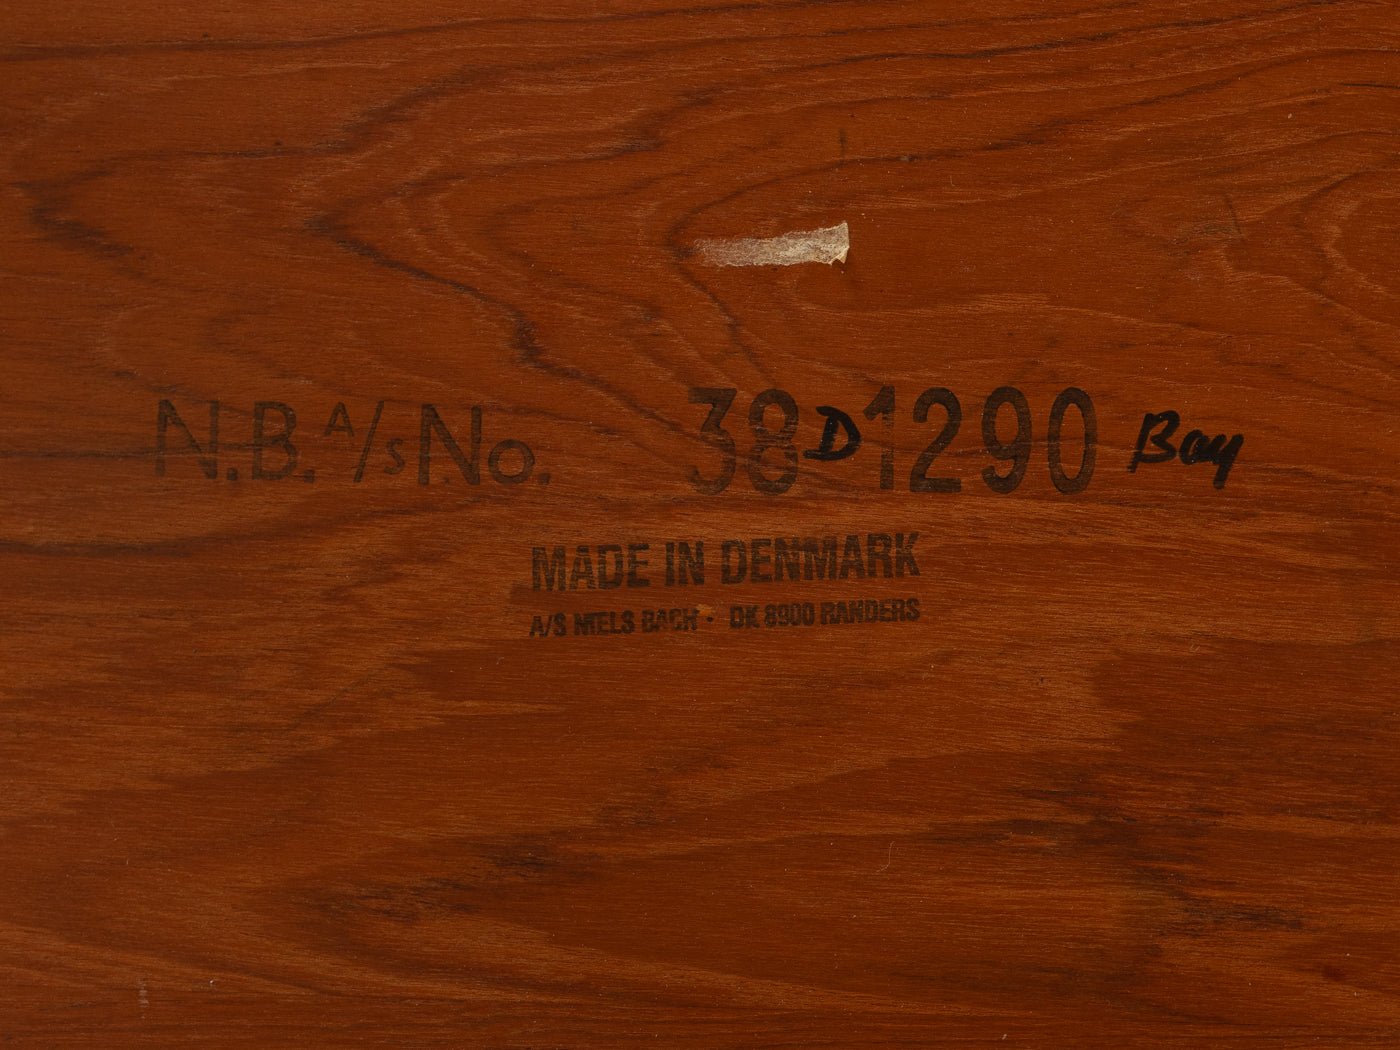 N.B. A/S No. 38 D 1290 Bay
MADE IN DENMARK
A/S NIELS BACH · DK 8900 RANDERS